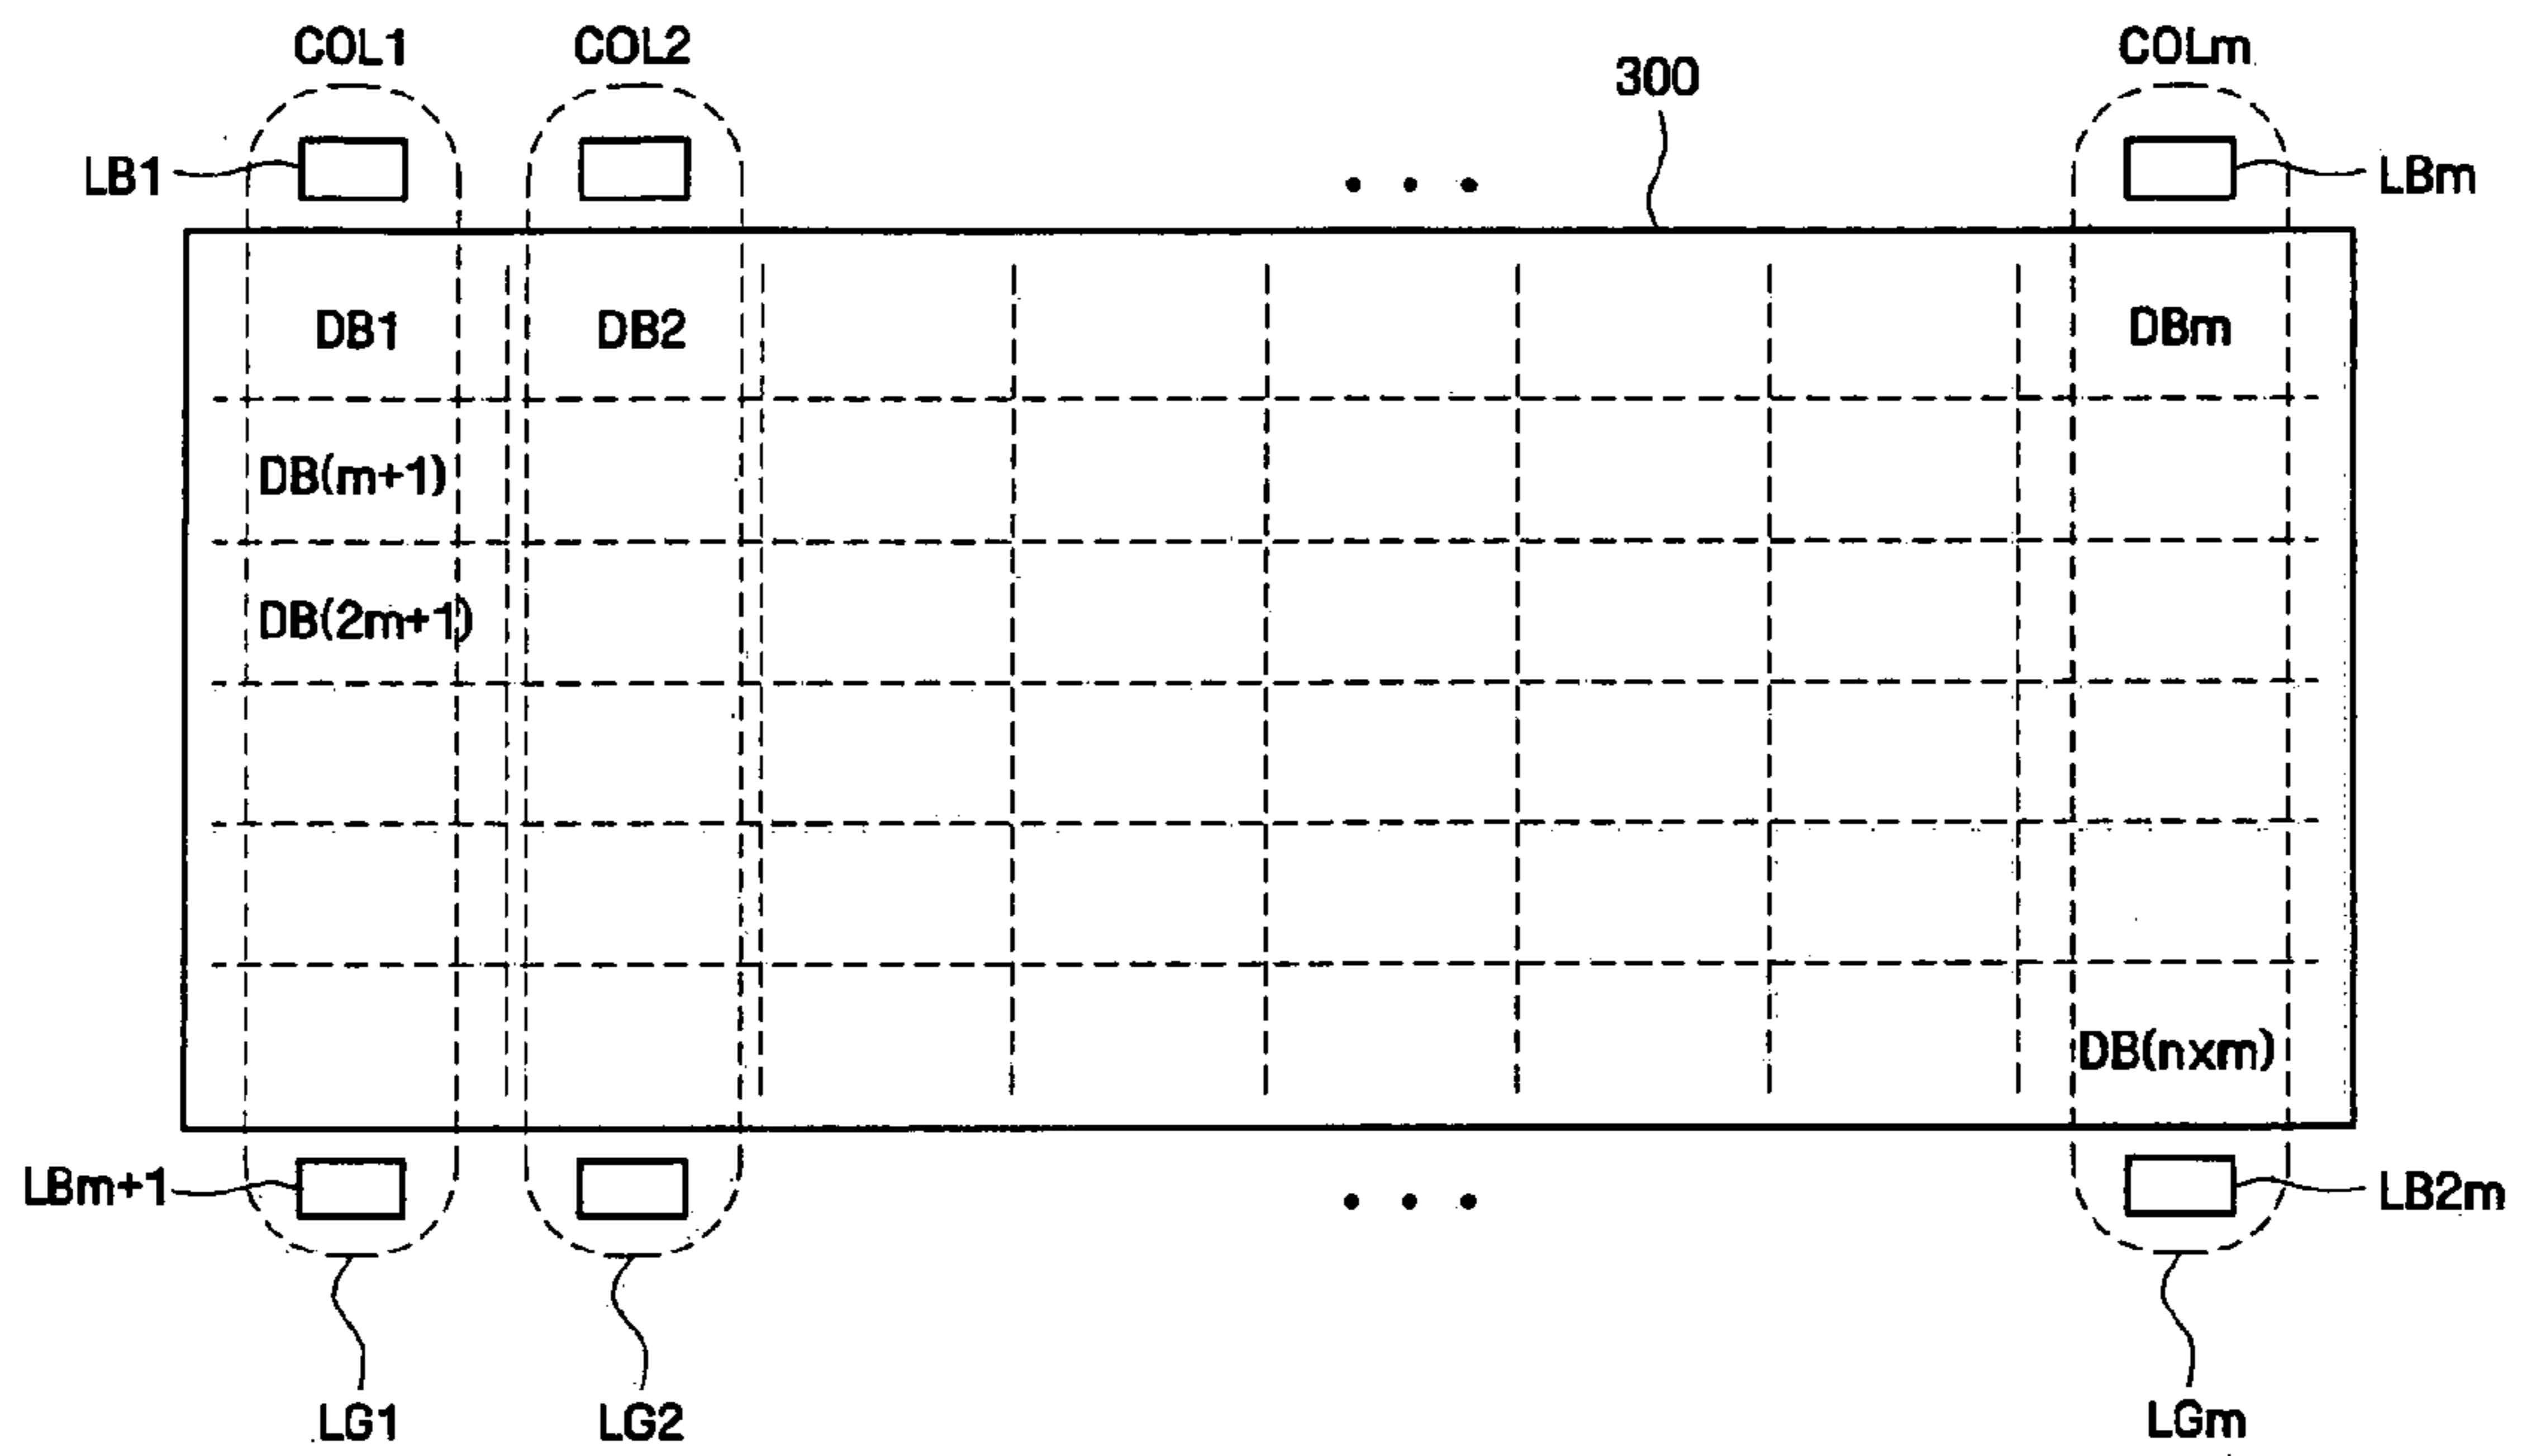 COL1 COL2 COLm
300
LB1 LBm
DB1 DB2 DBm
DB(m+1)
DB(2m+1)
DB(nxm)
LBm+1 LB2m
LG1 LG2 LGm